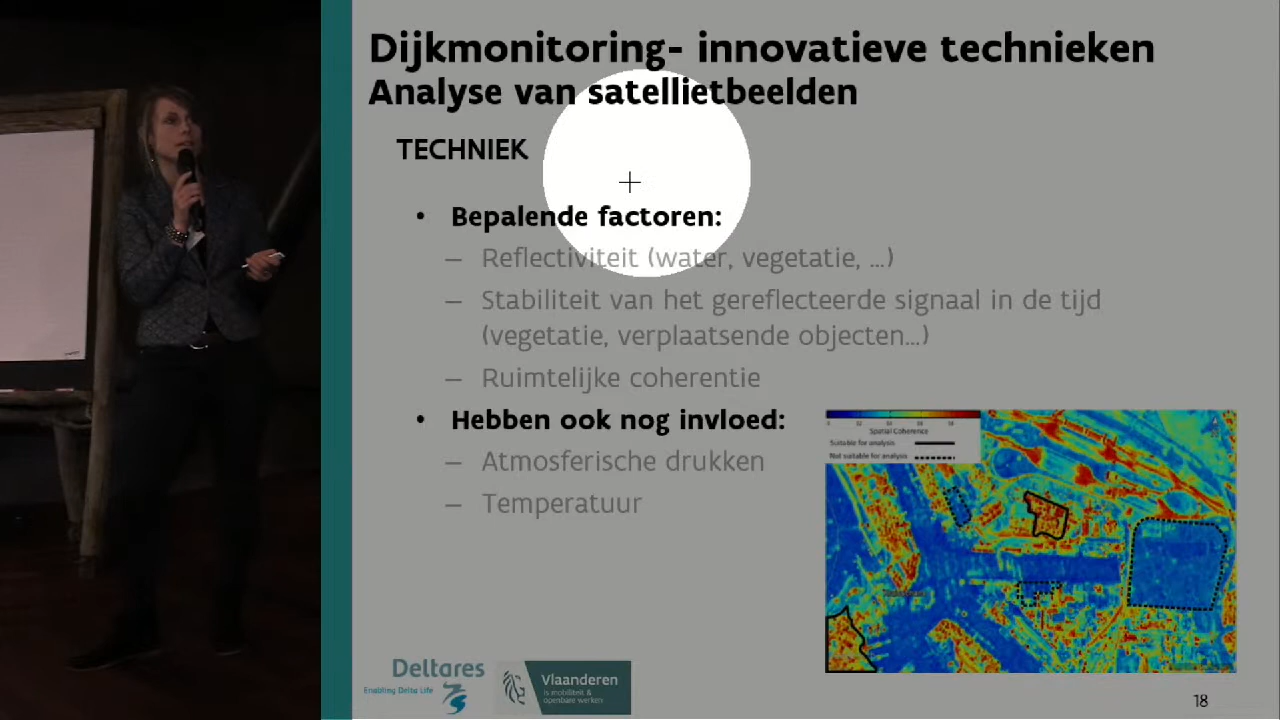 Dijkmonitoring- innovatieve technieken
Analyse van satellietbeelden
TECHNIEK
• Bepalende factoren:
– Reflectiviteit (water, vegetatie, ...)
– Stabiliteit van het gereflecteerde signaal in de tijd
(vegetatie, verplaatsende objecten...)
– Ruimtelijke coherentie
• Hebben ook nog invloed:
– Atmosferische drukken
– Temperatuur
Spatial Coherence
Suitable for analysis
Not suitable for analysis
Deltares
Enabling Delta Life
Vlaanderen
is mobiliteit &
openbare werken
18